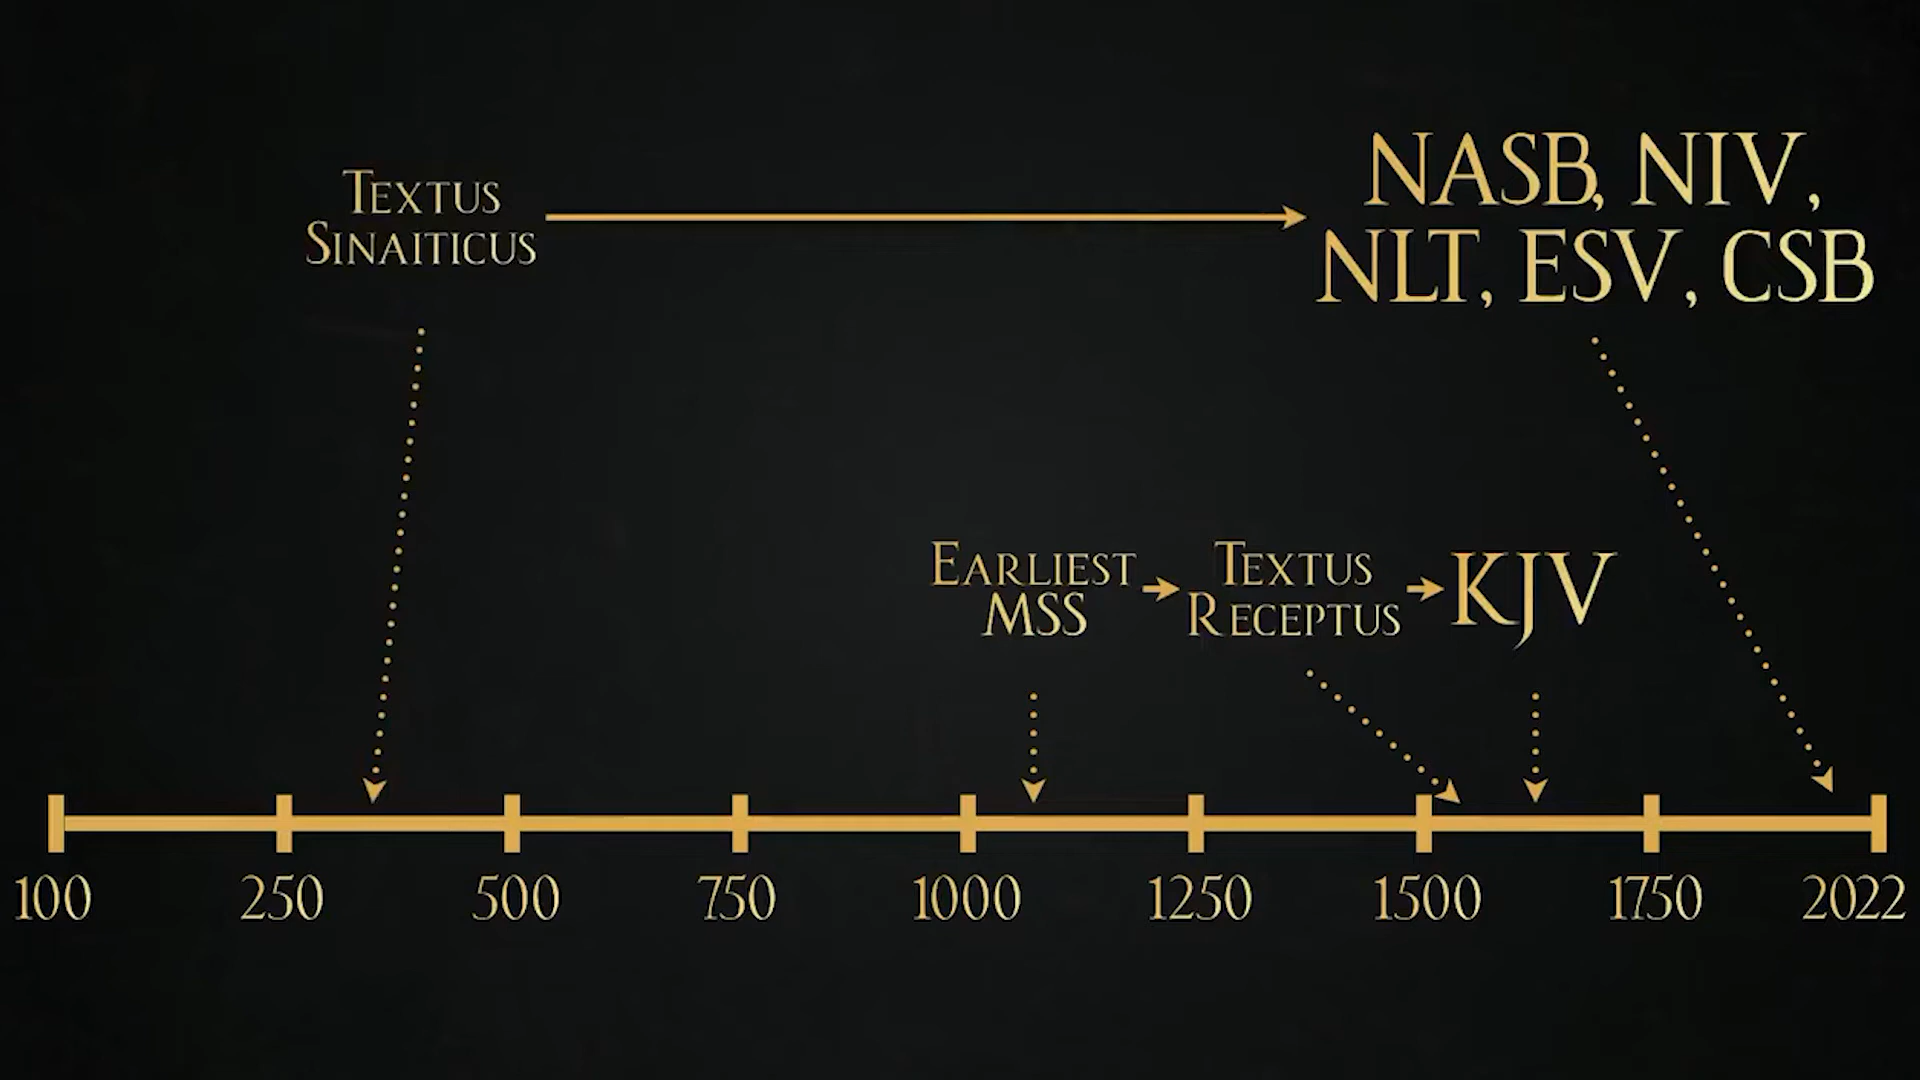 TEXTUS
SINAITICUS
NASB, NIV,
NLT, ESV, CSB
EARLIEST
MSS
TEXTUS
RECEPTUS
KJV
100 250 500 750 1000 1250 1500 1750 2022